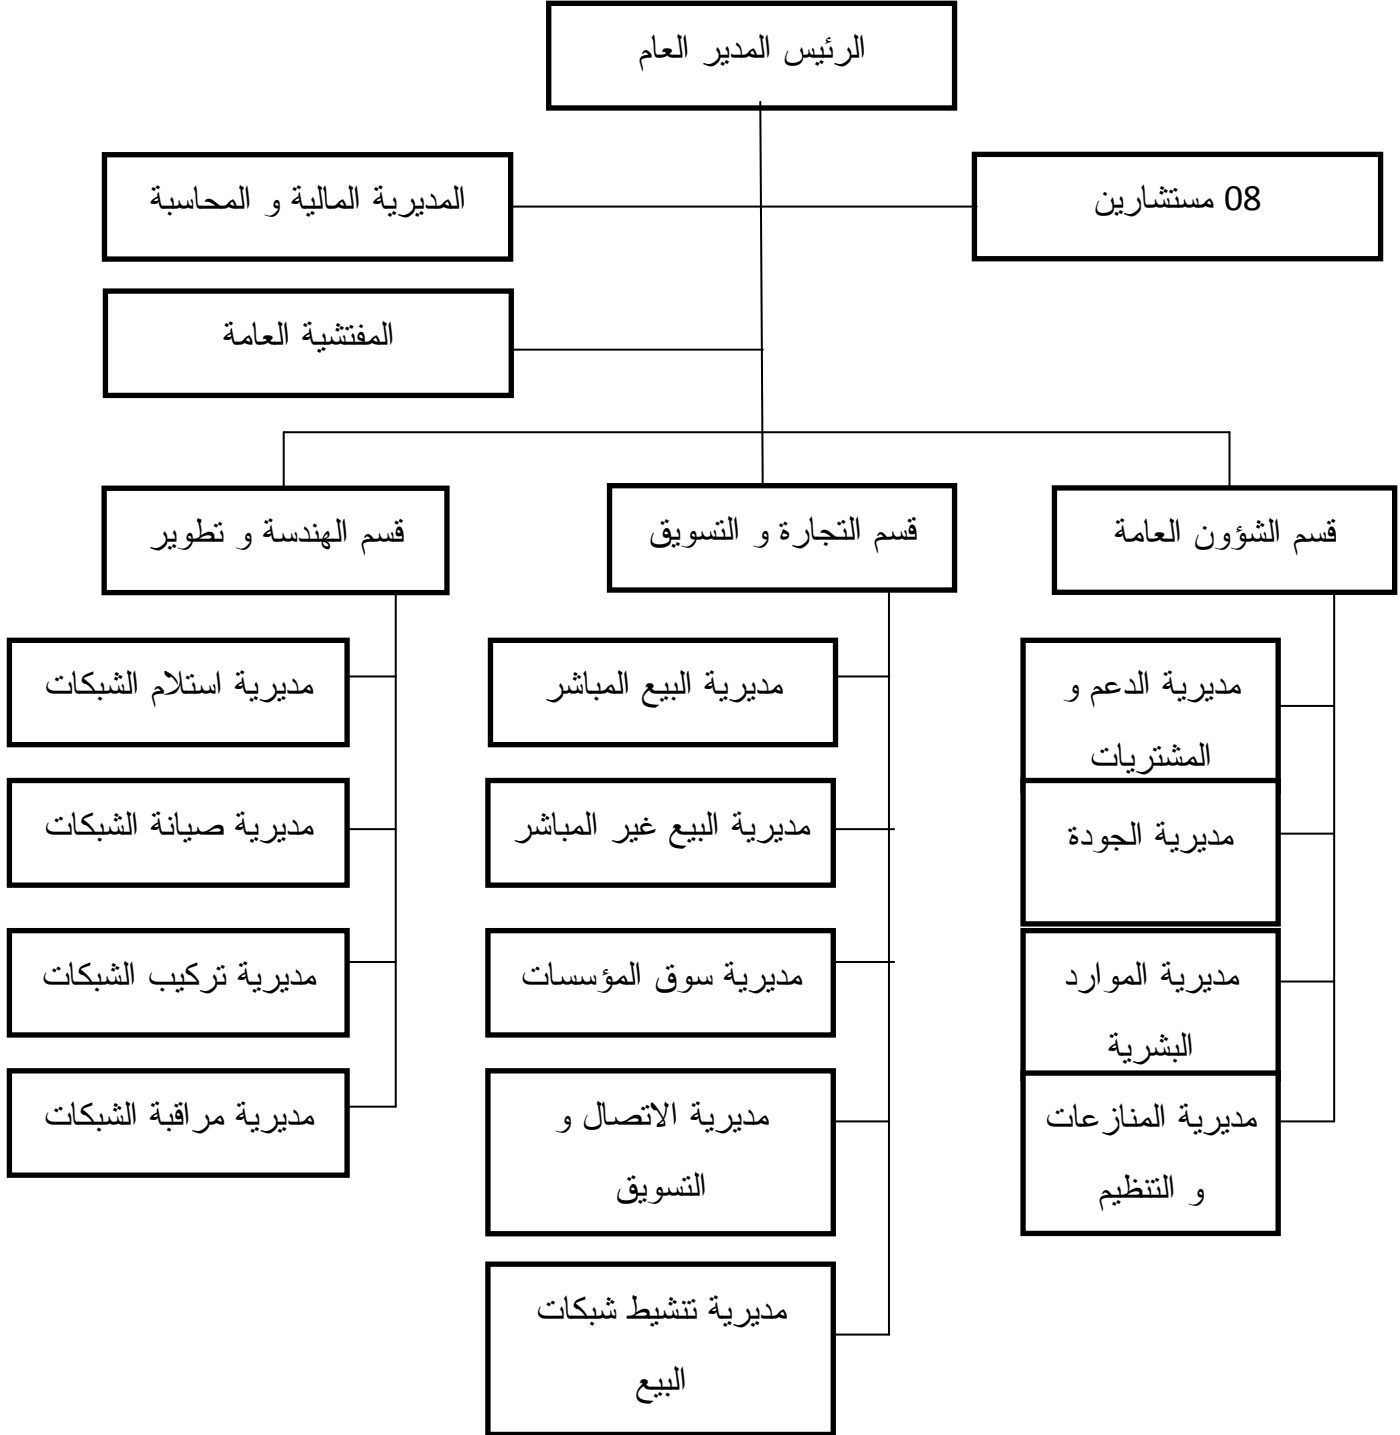 الرئيس المدير العام
08 مستشارين
المديرية المالية و المحاسبة
المفتشية العامة
قسم الشؤون العامة
قسم التجارة و التسويق
قسم الهندسة و تطوير
مديرية الدعم و
المشتريات
مديرية الجودة
مديرية الموارد
البشرية
مديرية المنازعات
و التنظيم
مديرية البيع المباشر
مديرية البيع غير المباشر
مديرية سوق المؤسسات
مديرية الاتصال و
التسويق
مديرية تنشيط شبكات
البيع
مديرية استلام الشبكات
مديرية صيانة الشبكات
مديرية تركيب الشبكات
مديرية مراقبة الشبكات